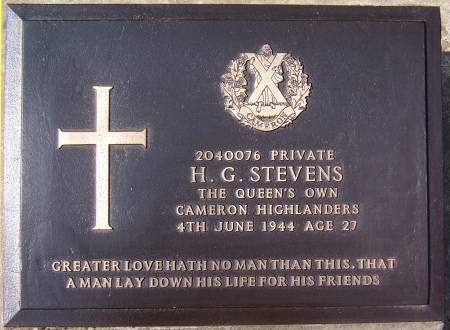 CAMERON
2040076 PRIVATE
H. G. STEVENS
THE QUEEN'S OWN
CAMERON HIGHLANDERS
4TH JUNE 1944 AGE 27
GREATER LOVE HATH NO MAN THAN THIS, THAT
A MAN LAY DOWN HIS LIFE FOR HIS FRIENDS